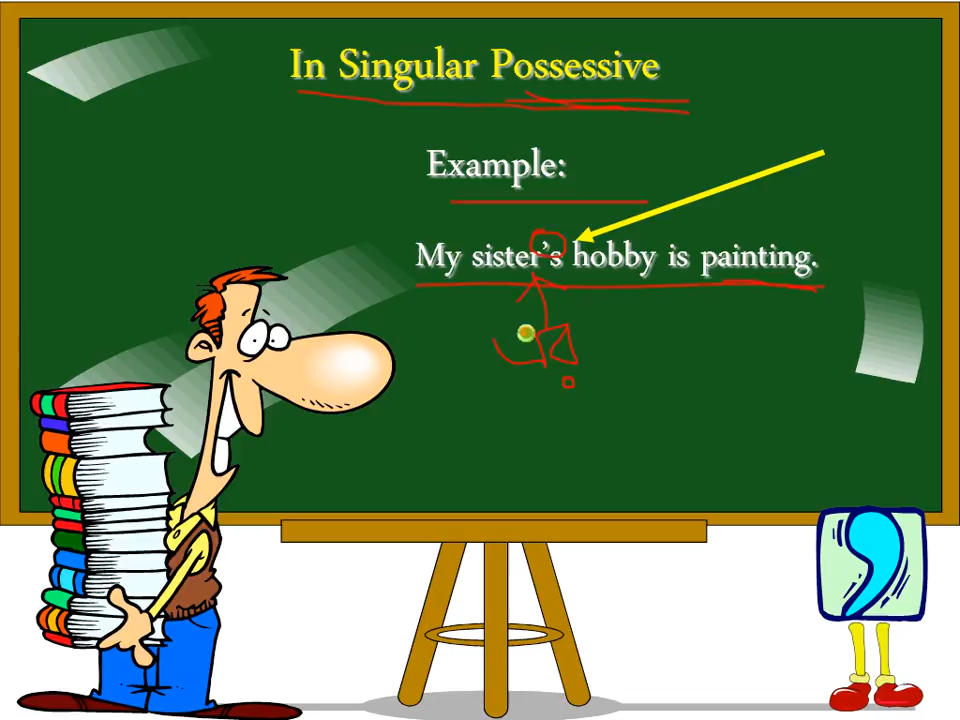 In Singular Possessive
Example:
My sister's hobby is painting.